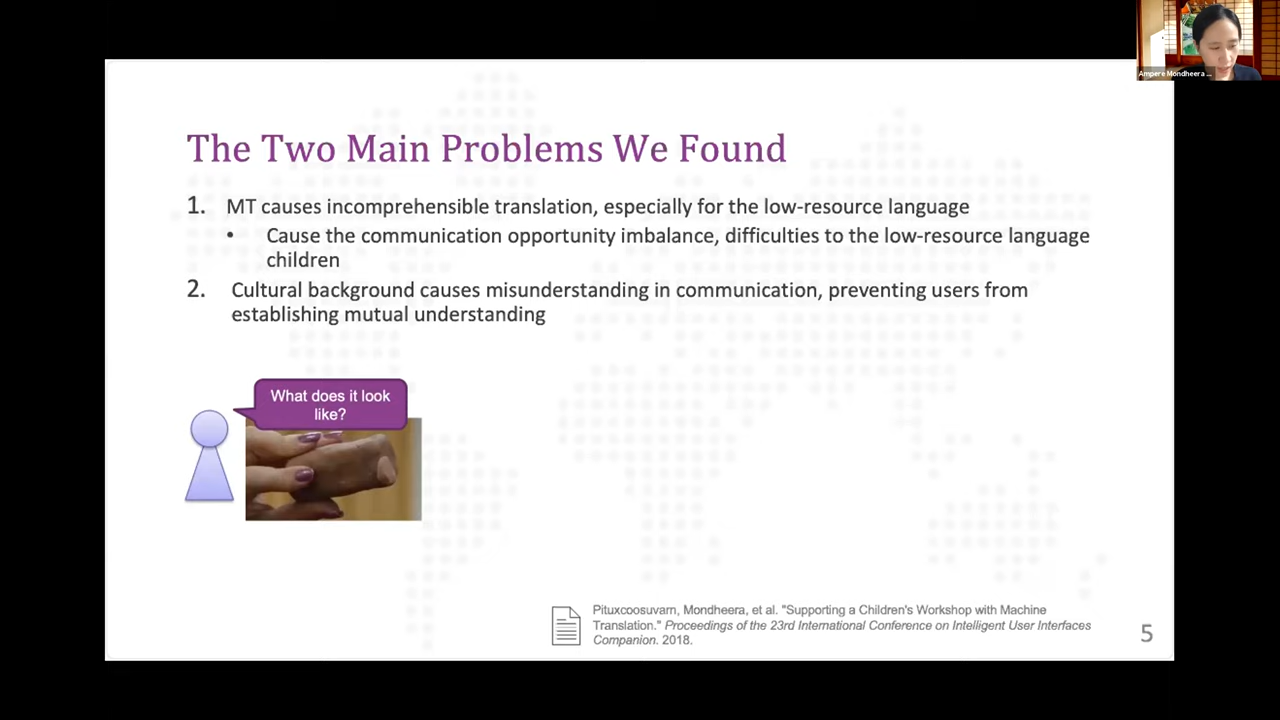 Ampere Mondheera ...
The Two Main Problems We Found
1. MT causes incomprehensible translation, especially for the low-resource language
• Cause the communication opportunity imbalance, difficulties to the low-resource language
children
2. Cultural background causes misunderstanding in communication, preventing users from
establishing mutual understanding
What does it look
like?
Pituxcoosuvarn, Mondheera, et al. "Supporting a Children's Workshop with Machine
Translation." Proceedings of the 23rd International Conference on Intelligent User Interfaces
Companion. 2018.
5